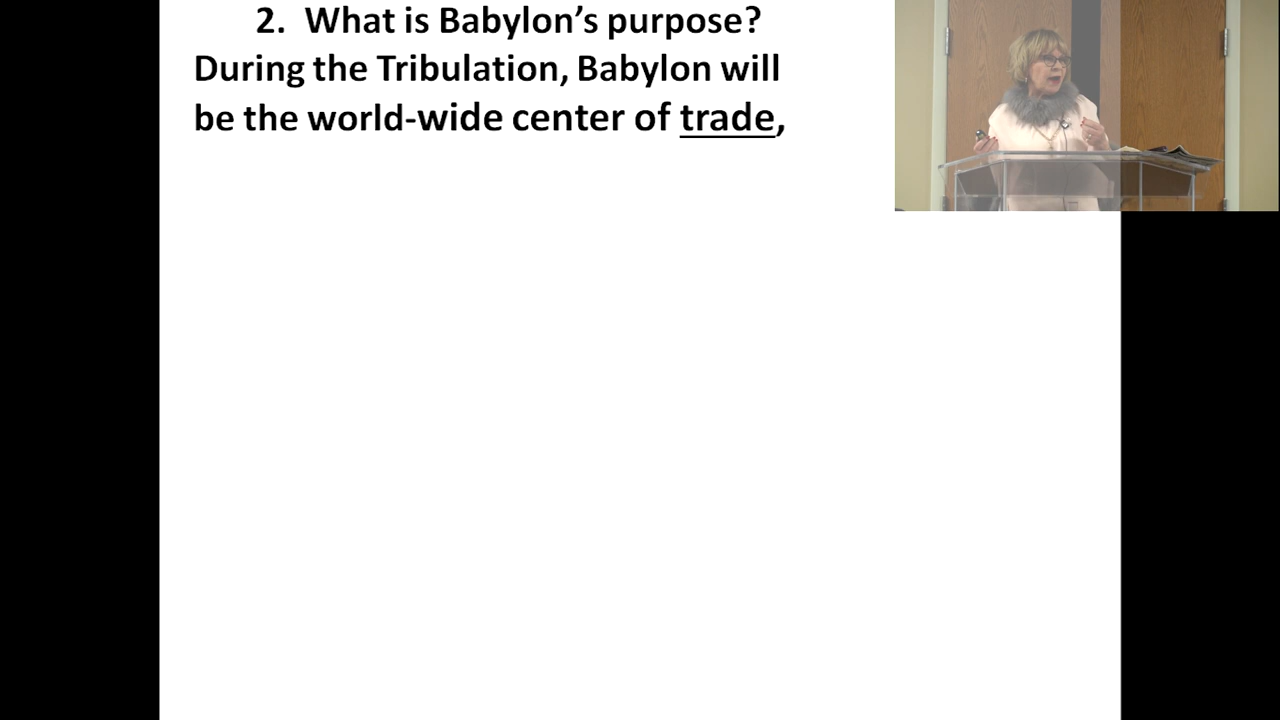 2. What is Babylon’s purpose?
During the Tribulation, Babylon will
be the world-wide center of trade,